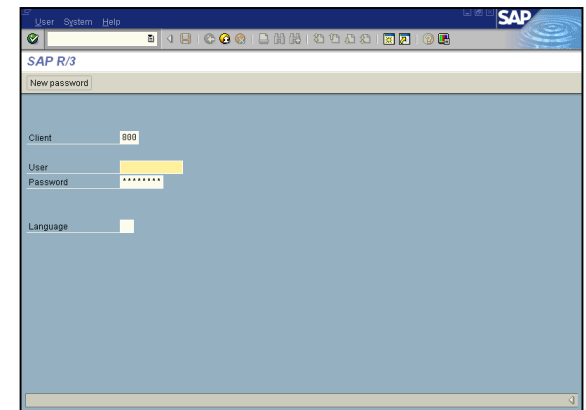 User System Help
SAP
SAP R/3
New password
Client 800
User
Password ********
Language